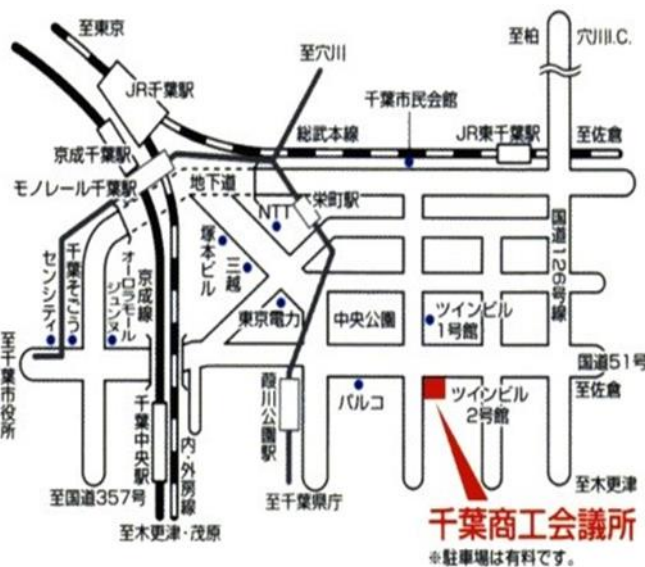 至東京
至柏
穴川I.C.
至穴川
JR千葉駅
千葉市民会館
総武本線
JR東千葉駅
至佐倉
京成千葉駅
モノレール千葉駅
地下道
栄町駅
NTT
国道126号線
塚本ビル
三越
センシティ
千葉そごう
オーロラモール
ジュンヌ
京成線
東京電力
中央公園
ツインビル
1号館
至千葉市役所
国道51号
至佐倉
葭川公園駅
パルコ
ツインビル
2号館
千葉中央駅
内・外房線
至国道357号
至千葉県庁
至木更津
至木更津・茂原
千葉商工会議所
※駐車場は有料です。